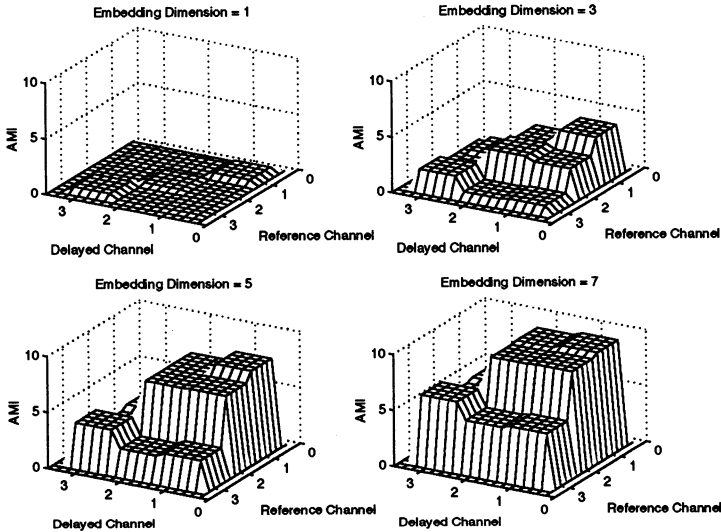 Embedding Dimension = 1
10
5
0
AMI
3
2
1
0
Delayed Channel
3
2
1
0
Reference Channel
Embedding Dimension = 3
10
5
0
AMI
3
2
1
0
Delayed Channel
3
2
1
0
Reference Channel
Embedding Dimension = 5
10
5
0
AMI
3
2
1
0
Delayed Channel
3
2
1
0
Reference Channel
Embedding Dimension = 7
10
5
0
AMI
3
2
1
0
Delayed Channel
3
2
1
0
Reference Channel